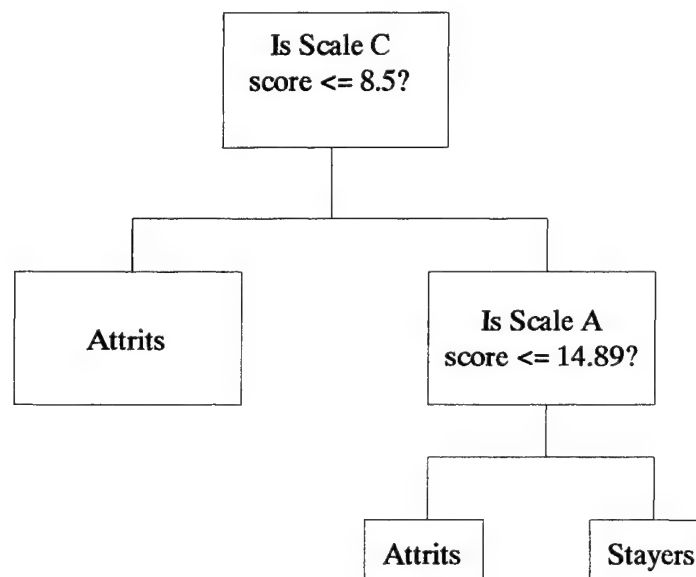 Is Scale C
score <= 8.5?
Attrits
Is Scale A
score <= 14.89?
Attrits
Stayers